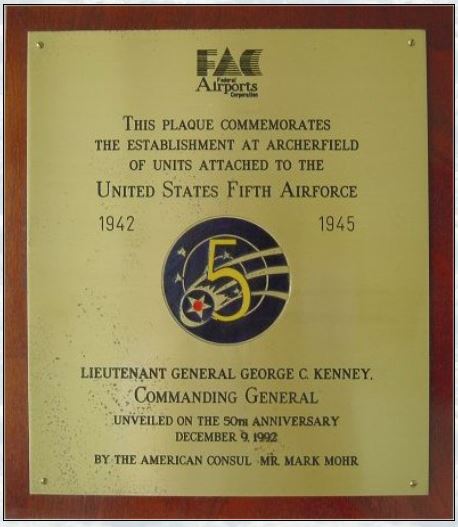 FAC
Federal
Airports
Corporation
THIS PLAQUE COMMEMORATES
THE ESTABLISHMENT AT ARCHERFIELD
OF UNITS ATTACHED TO THE
UNITED STATES FIFTH AIRFORCE
1942 1945
5
LIEUTENANT GENERAL GEORGE C. KENNEY.
COMMANDING GENERAL
UNVEILED ON THE 50TH ANNIVERSARY
DECEMBER 9, 1992
BY THE AMERICAN CONSUL MR. MARK MOHR